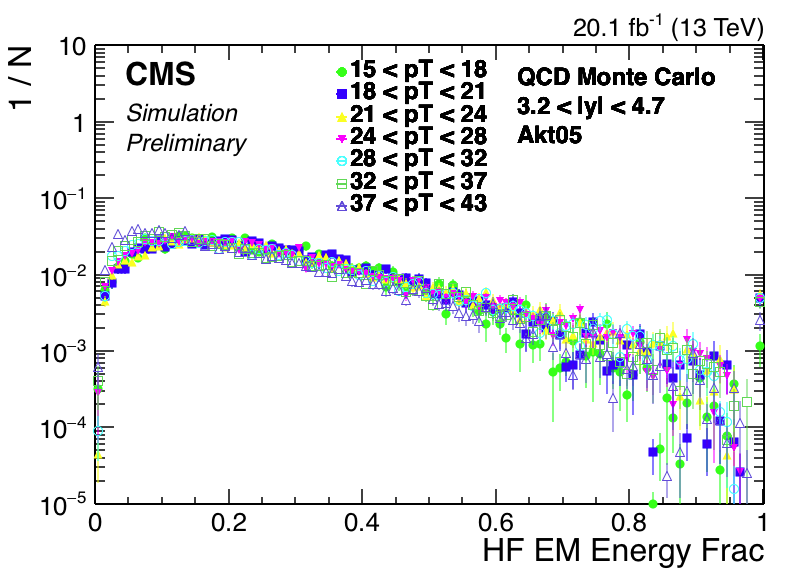 20.1 fb⁻¹ (13 TeV)
1 / N
CMS
Simulation
Preliminary
15 < pT < 18
18 < pT < 21
21 < pT < 24
24 < pT < 28
28 < pT < 32
32 < pT < 37
37 < pT < 43
QCD Monte Carlo
3.2 < |y| < 4.7
Akt05
10
1
10⁻¹
10⁻²
10⁻³
10⁻⁴
10⁻⁵
0 0.2 0.4 0.6 0.8 1
HF EM Energy Frac